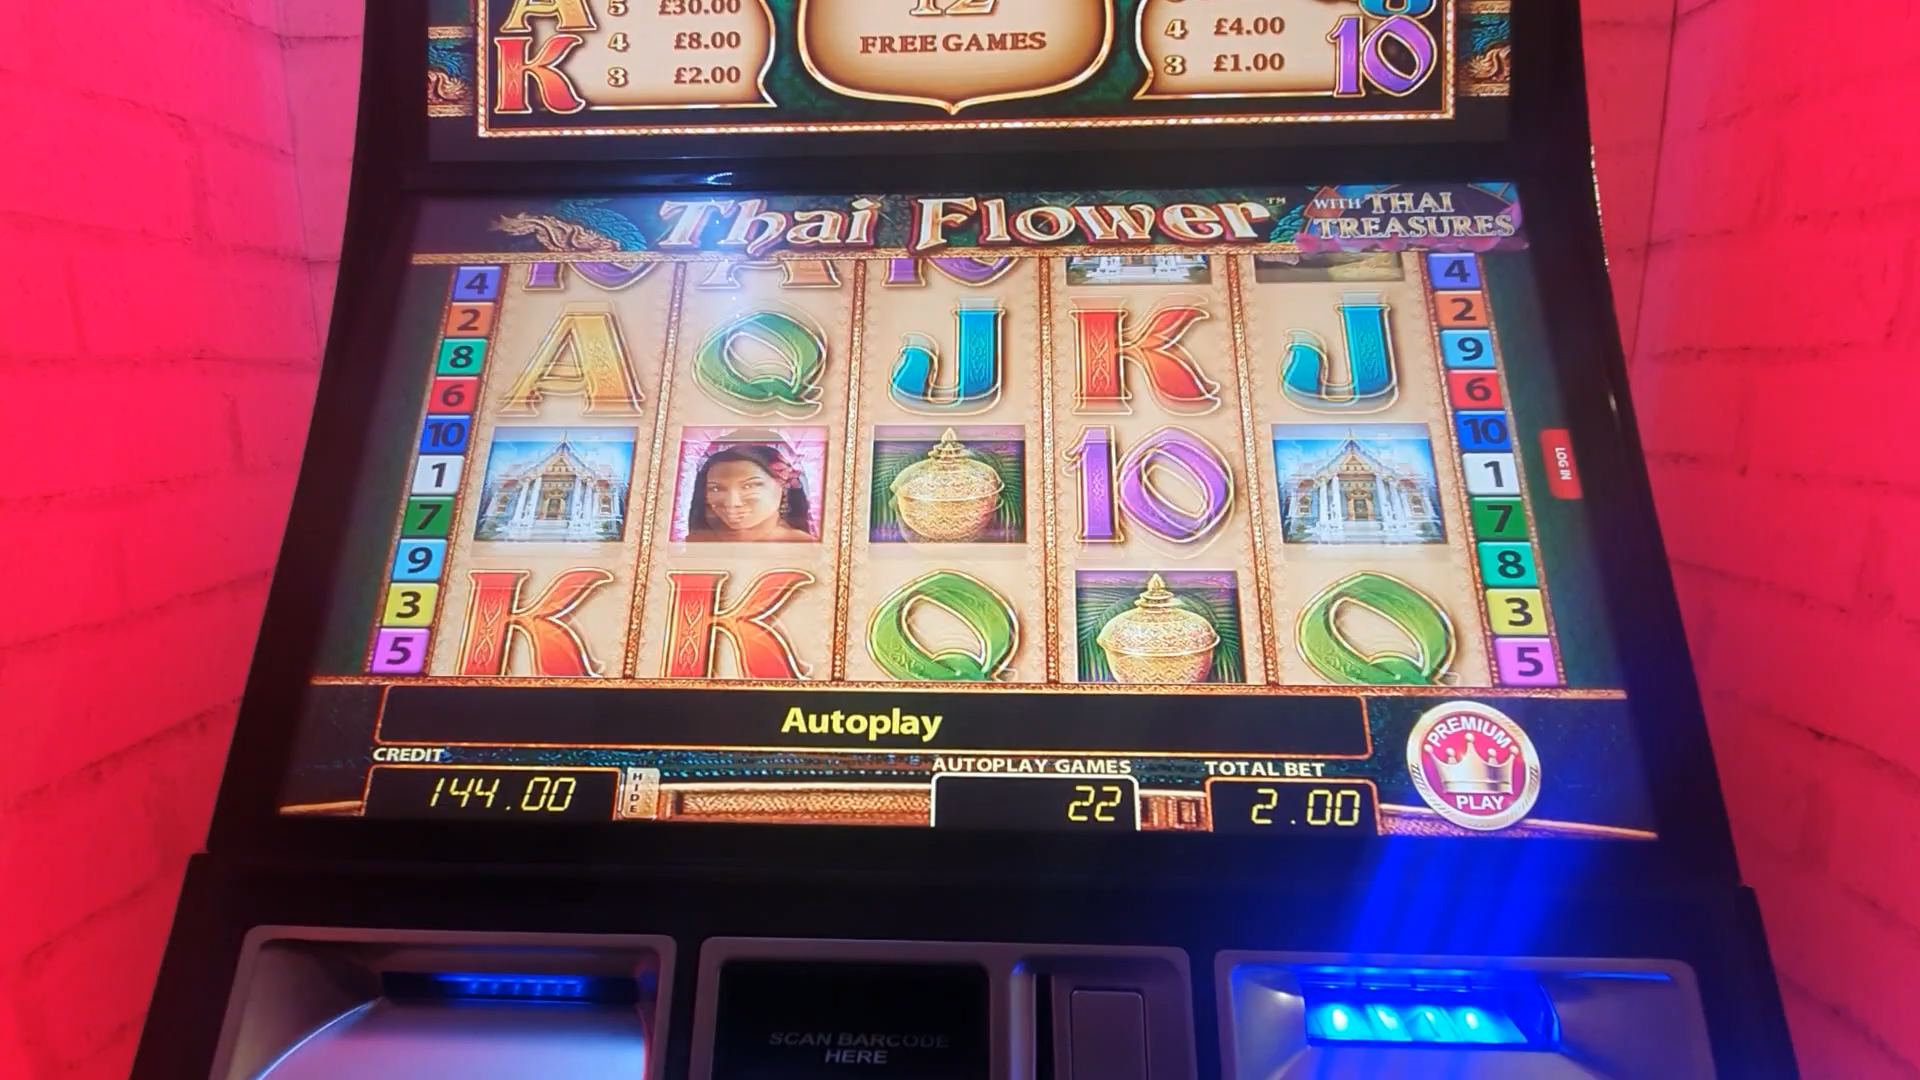 A 5 £30.00
K 4 £8.00
3 £2.00
12
FREE GAMES
4 £4.00
3 £1.00
10
Thai Flower™
WITH THAI
TREASURES
4
2
8
6
10
1
7
9
3
5
A Q J K J
10
K K Q Q
4
2
9
6
10
1
7
8
3
5
LOG IN
Autoplay
CREDIT
144.00
HIDE
AUTOPLAY GAMES
22
TOTAL BET
2.00
PREMIUM
PLAY
SCAN BARCODE
HERE